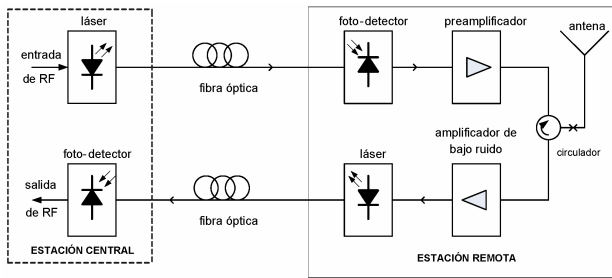 láser
entrada
de RF
fibra óptica
foto-detector
preamplificador
antena
circulador
foto-detector
salida
de RF
fibra óptica
láser
amplificador de
bajo ruido
ESTACIÓN CENTRAL
ESTACIÓN REMOTA